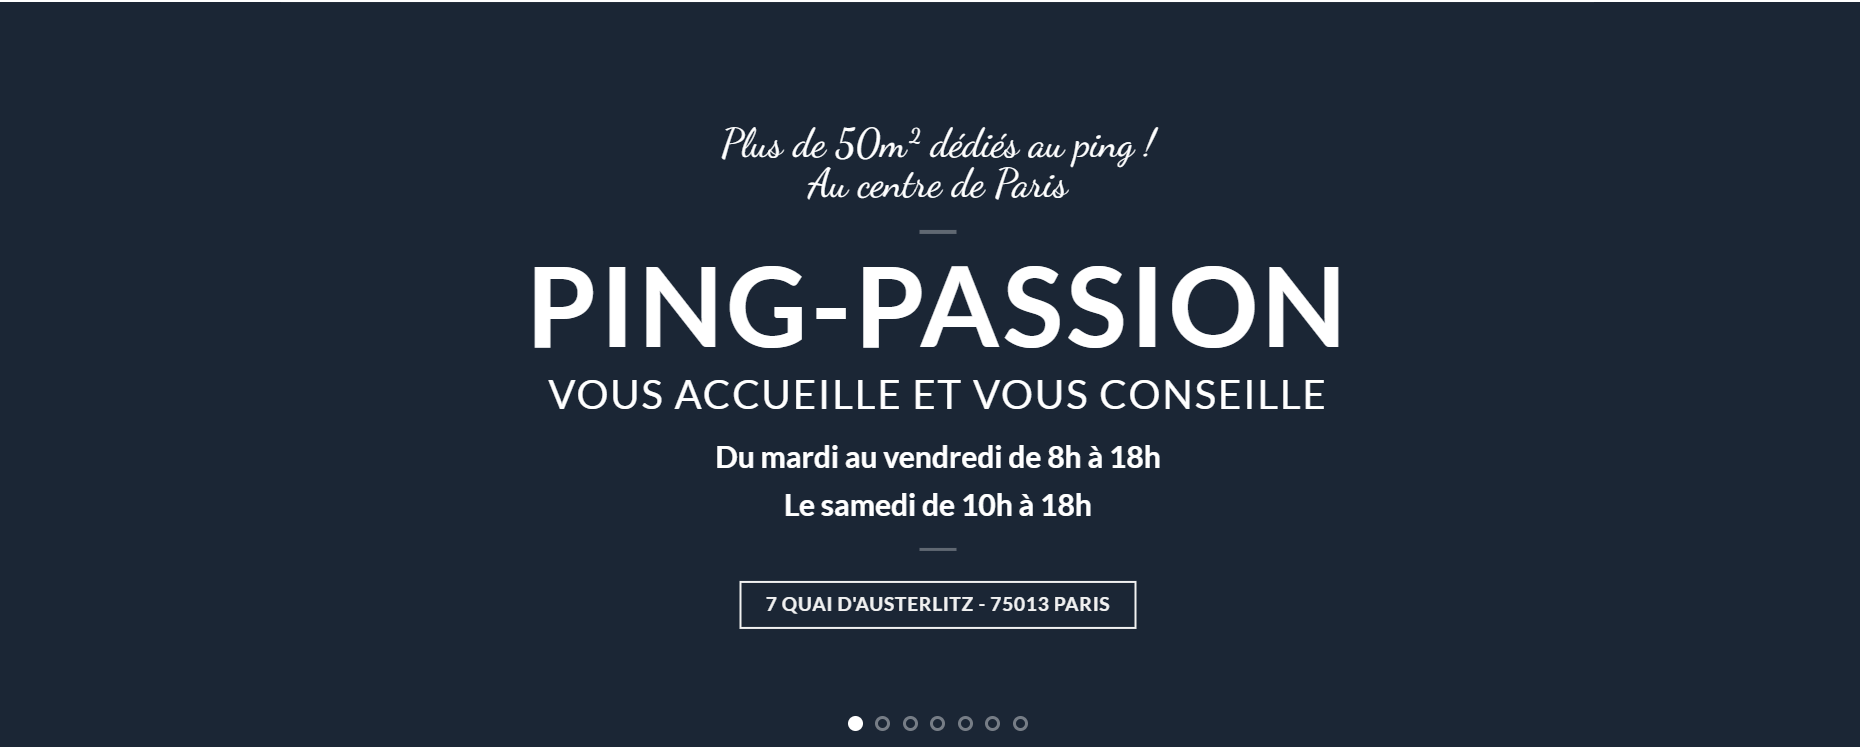 Plus de 50m² dédiés au ping !
Au centre de Paris
PING-PASSION
VOUS ACCUEILLE ET VOUS CONSEILLE
Du mardi au vendredi de 8h à 18h
Le samedi de 10h à 18h
7 QUAI D'AUSTERLITZ - 75013 PARIS